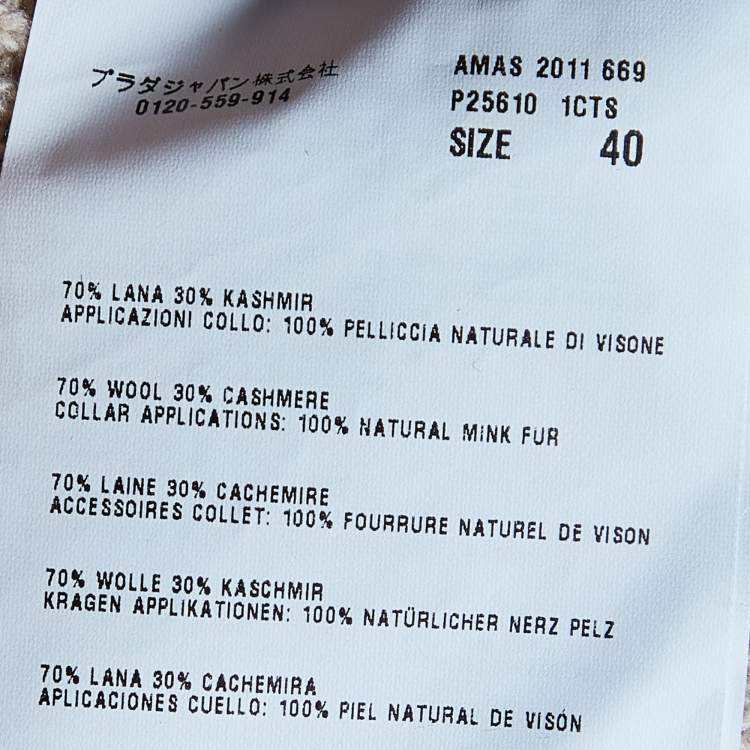 プラダジャパン株式会社
0120-559-914
AMAS 2011 669
P25610 1CTS
SIZE 40
70% LANA 30% KASHMIR
APPLICAZIONI COLLO: 100% PELLICCIA NATURALE DI VISONE
70% WOOL 30% CASHMERE
COLLAR APPLICATIONS: 100% NATURAL MINK FUR
70% LAINE 30% CACHEMIRE
ACCESSOIRES COLLET: 100% FOURRURE NATUREL DE VISON
70% WOLLE 30% KASCHMIR
KRAGEN APPLIKATIONEN: 100% NATÜRLICHER NERZ PELZ
70% LANA 30% CACHEMIRA
APLICACIONES CUELLO: 100% PIEL NATURAL DE VISÓN